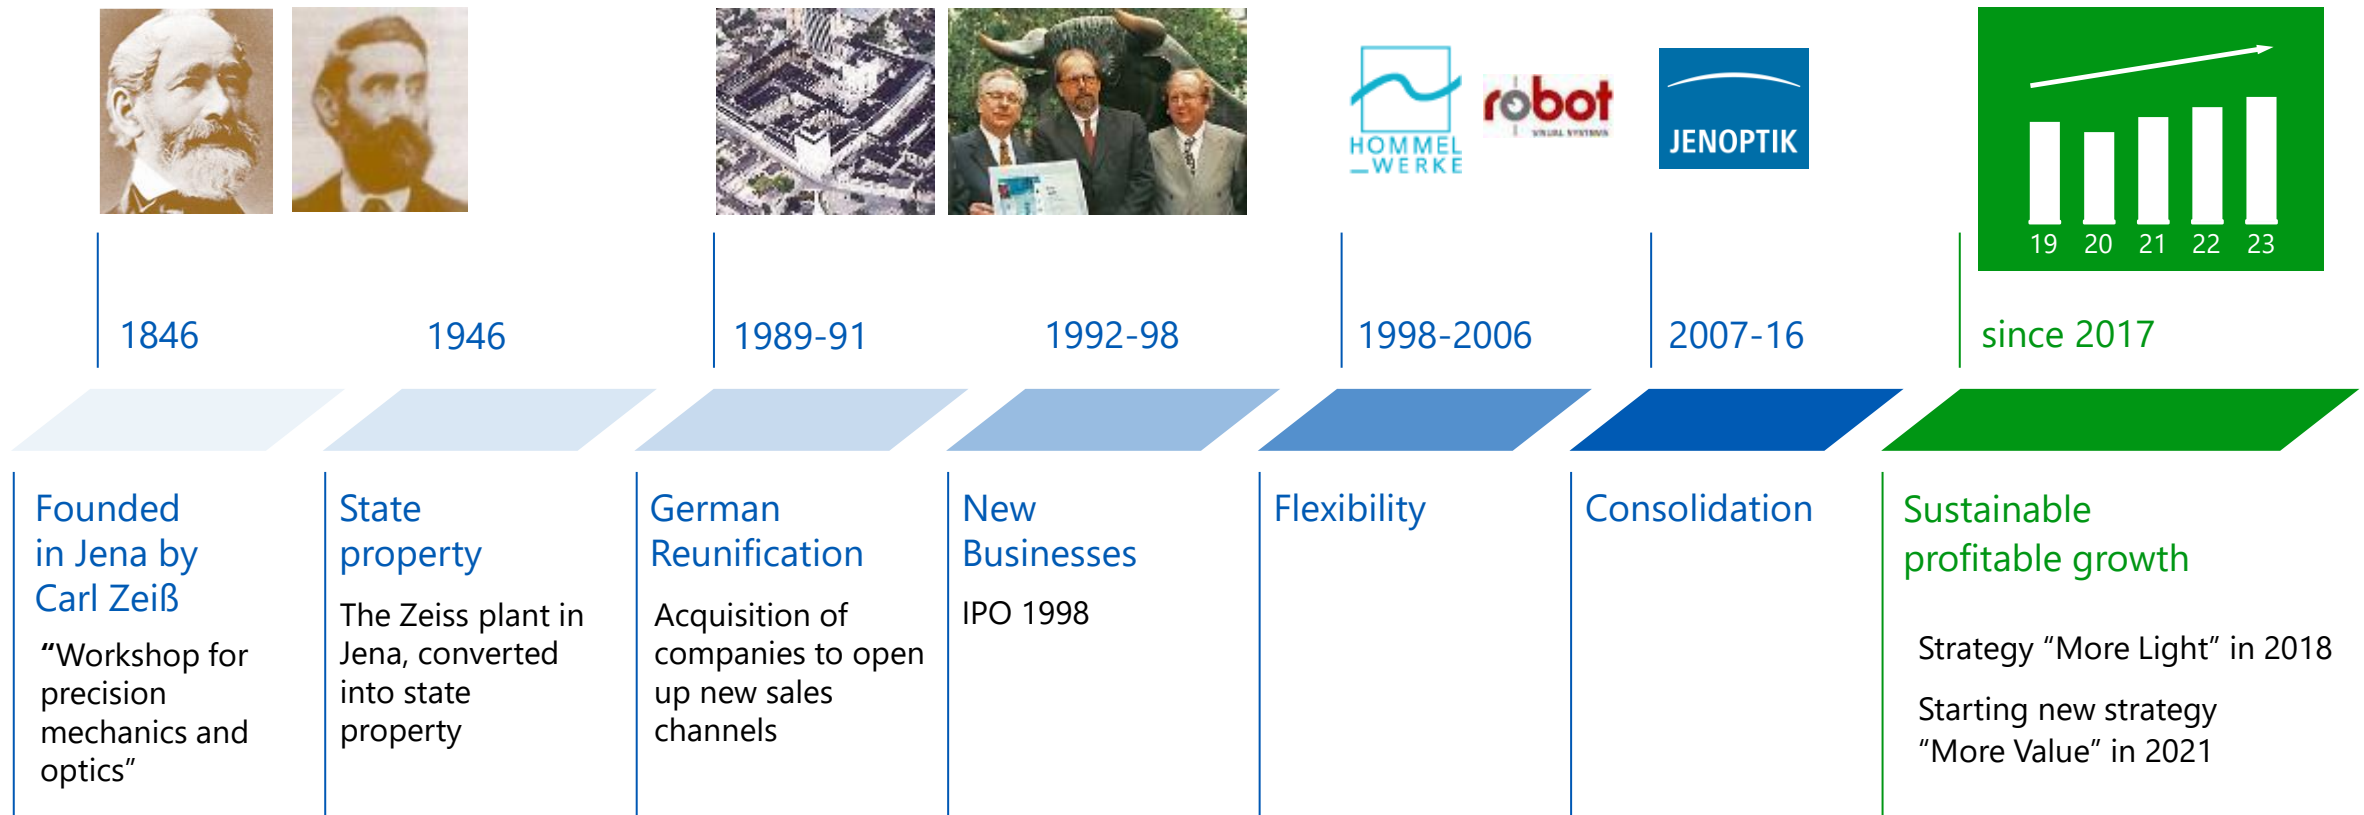 HOMMEL
_WERKE
robot
VISUAL SYSTEMS
JENOPTIK
19 20 21 22 23
1846
1946
1989-91
1992-98
1998-2006
2007-16
since 2017
Founded
in Jena by
Carl Zeiß
“Workshop for
precision
mechanics and
optics”
State
property
The Zeiss plant in
Jena, converted
into state
property
German
Reunification
Acquisition of
companies to open
up new sales
channels
New
Businesses
IPO 1998
Flexibility
Consolidation
Sustainable
profitable growth
Strategy “More Light” in 2018
Starting new strategy
“More Value” in 2021